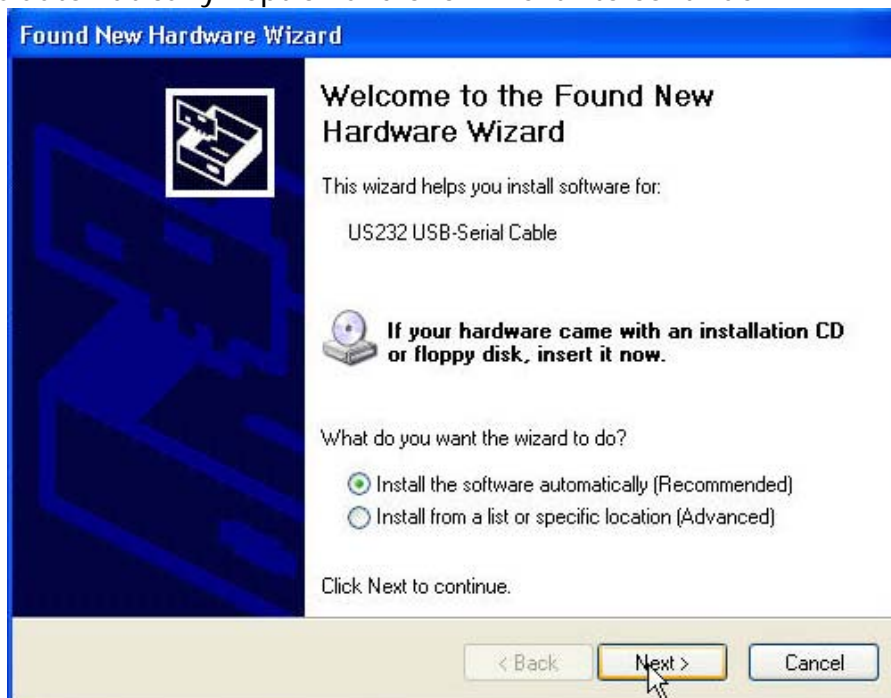 Found New Hardware Wizard
Welcome to the Found New
Hardware Wizard
This wizard helps you install software for:
US232 USB-Serial Cable
If your hardware came with an installation CD
or floppy disk, insert it now.
What do you want the wizard to do?
Install the software automatically (Recommended)
Install from a list or specific location (Advanced)
Click Next to continue.
< Back Next > Cancel